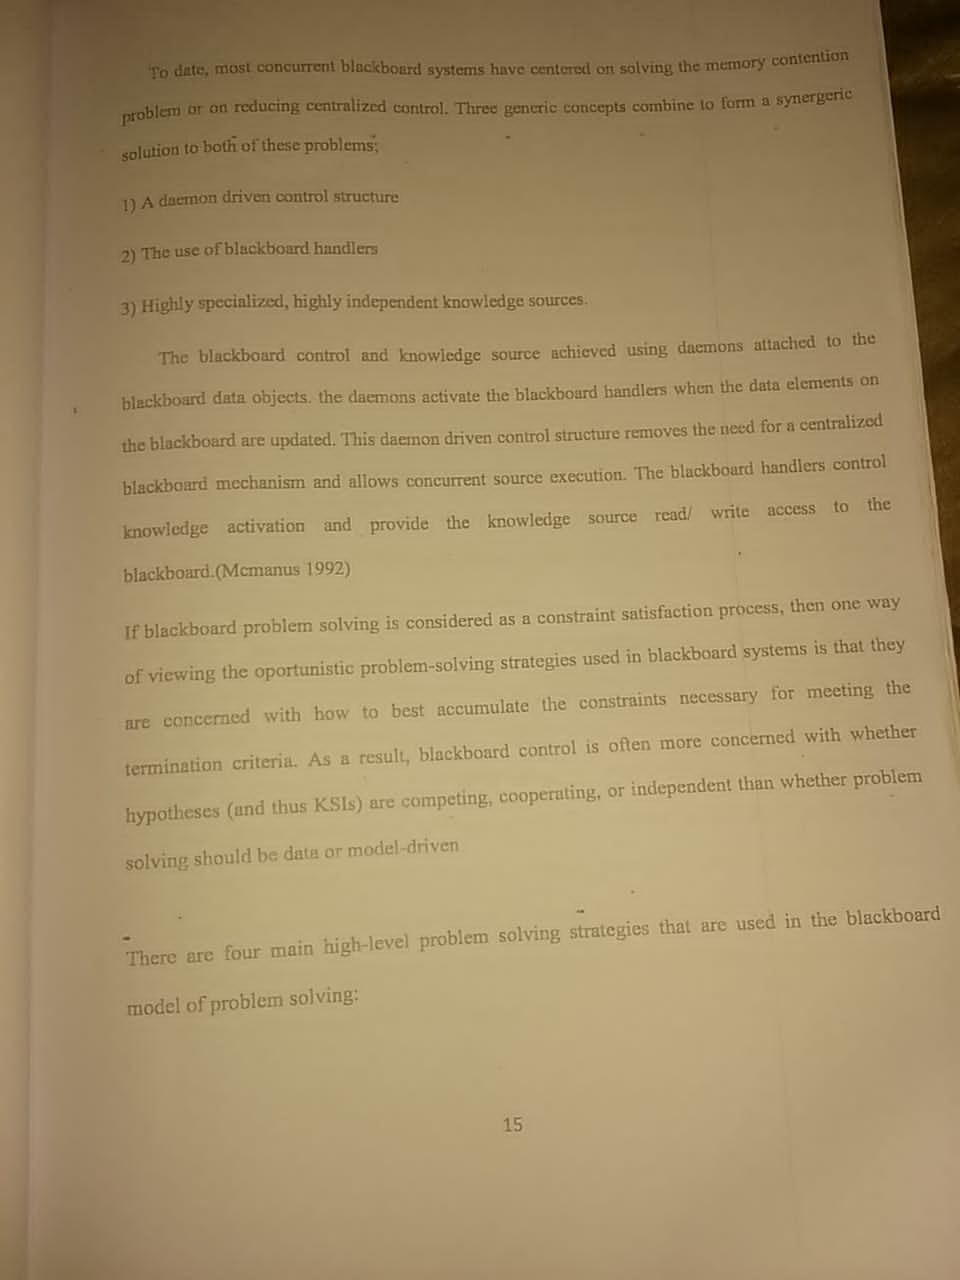 To date, most concurrent blackboard systems have centered on solving the memory contention
problem or on reducing centralized control. Three generic concepts combine to form a synergeric
solution to both of these problems;
1) A daemon driven control structure
2) The use of blackboard handlers
3) Highly specialized, highly independent knowledge sources.
The blackboard control and knowledge source achieved using daemons attached to the
blackboard data objects. the daemons activate the blackboard handlers when the data elements on
the blackboard are updated. This daemon driven control structure removes the need for a centralized
blackboard mechanism and allows concurrent source execution. The blackboard handlers control
knowledge activation and provide the knowledge source read/ write access to the
blackboard.(Mcmanus 1992)
If blackboard problem solving is considered as a constraint satisfaction process, then one way
of viewing the oportunistic problem-solving strategies used in blackboard systems is that they
are concerned with how to best accumulate the constraints necessary for meeting the
termination criteria. As a result, blackboard control is often more concerned with whether
hypotheses (and thus KSIs) are competing, cooperating, or independent than whether problem
solving should be data or model-driven
There are four main high-level problem solving strategies that are used in the blackboard
model of problem solving:
15